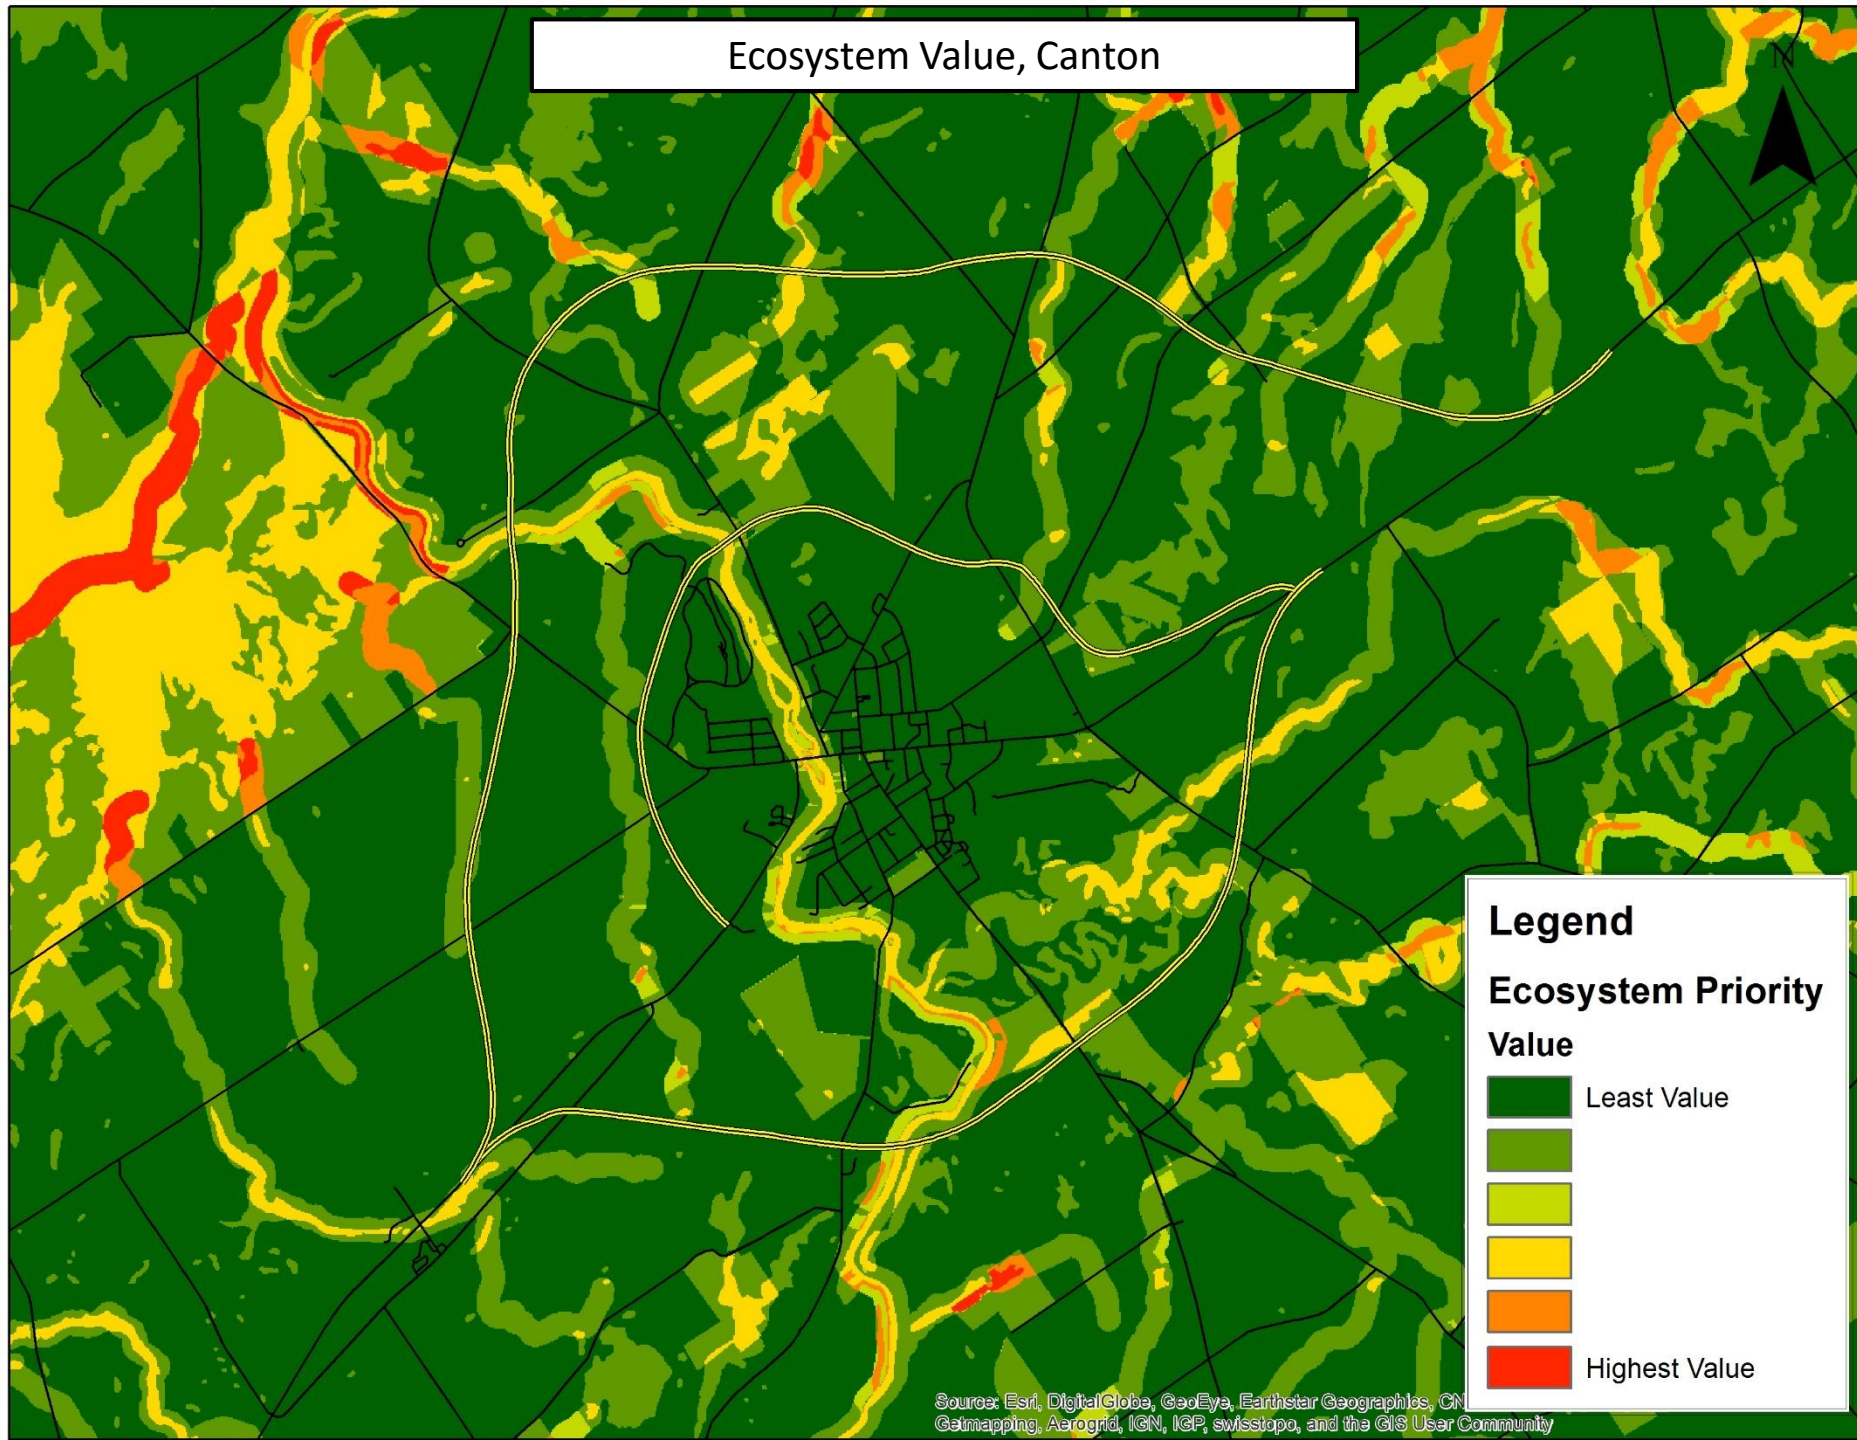 Ecosystem Value, Canton
N
Legend
Ecosystem Priority
Value
Least Value
Highest Value
Source: Esri, DigitalGlobe, GeoEye, Earthstar Geographics, CN
Getmapping, Aerogrid, IGN, IGP, swisstopo, and the GIS User Community